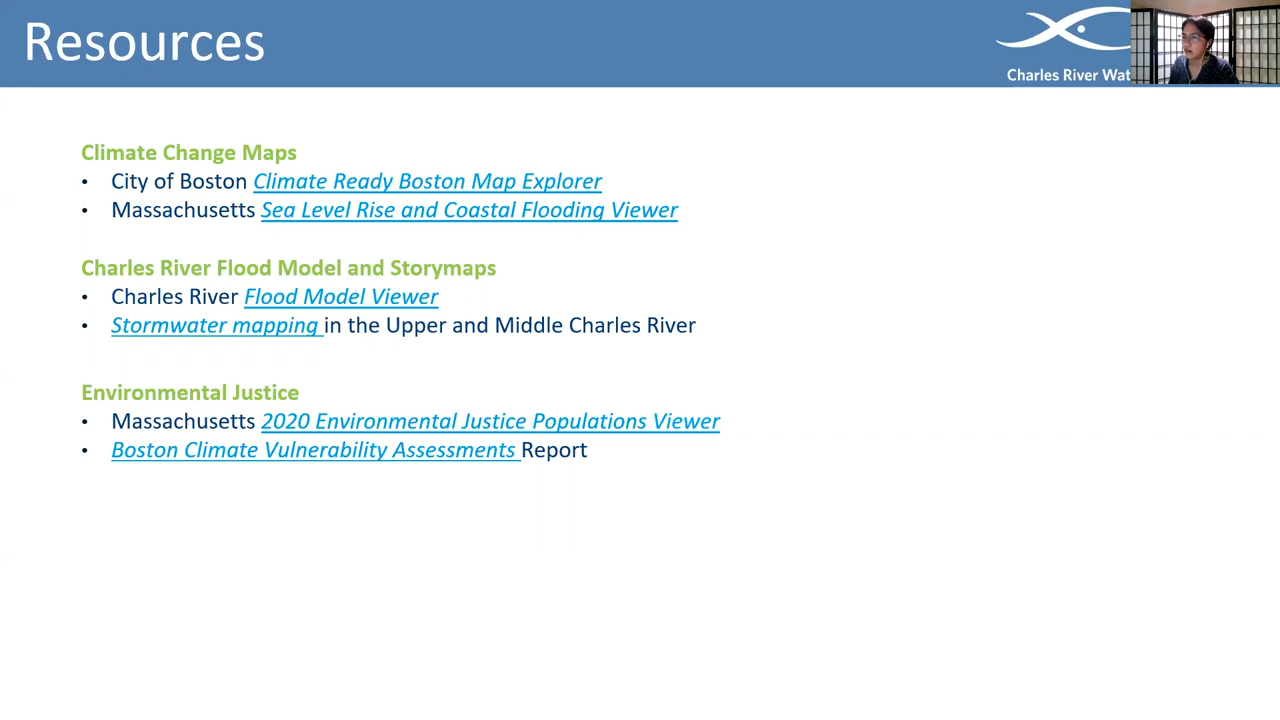 Resources
Charles River Wat
Climate Change Maps
• City of Boston Climate Ready Boston Map Explorer
• Massachusetts Sea Level Rise and Coastal Flooding Viewer
Charles River Flood Model and Storymaps
• Charles River Flood Model Viewer
• Stormwater mapping in the Upper and Middle Charles River
Environmental Justice
• Massachusetts 2020 Environmental Justice Populations Viewer
• Boston Climate Vulnerability Assessments Report